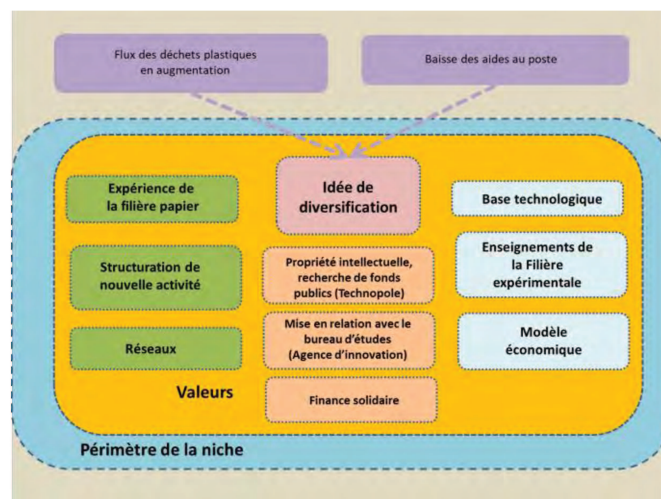 Flux des déchets plastiques
en augmentation
Baisse des aides au poste
Expérience de
la filière papier
Idée de
diversification
Base technologique
Structuration de
nouvelle activité
Propriété intellectuelle,
recherche de fonds
publics (Technopole)
Enseignements de
la Filière
expérimentale
Réseaux
Mise en relation avec le
bureau d'études
(Agence d'innovation)
Modèle
économique
Valeurs
Finance solidaire
Périmètre de la niche